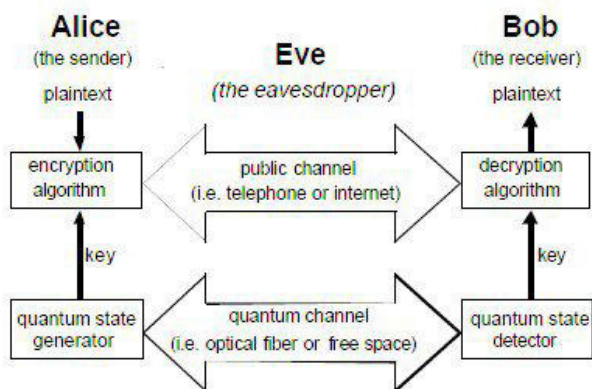 Alice
(the sender)
plaintext
Eve
(the eavesdropper)
Bob
(the receiver)
plaintext
encryption
algorithm
public channel
(i.e. telephone or internet)
decryption
algorithm
key
key
quantum state
generator
quantum channel
(i.e. optical fiber or free space)
quantum state
detector